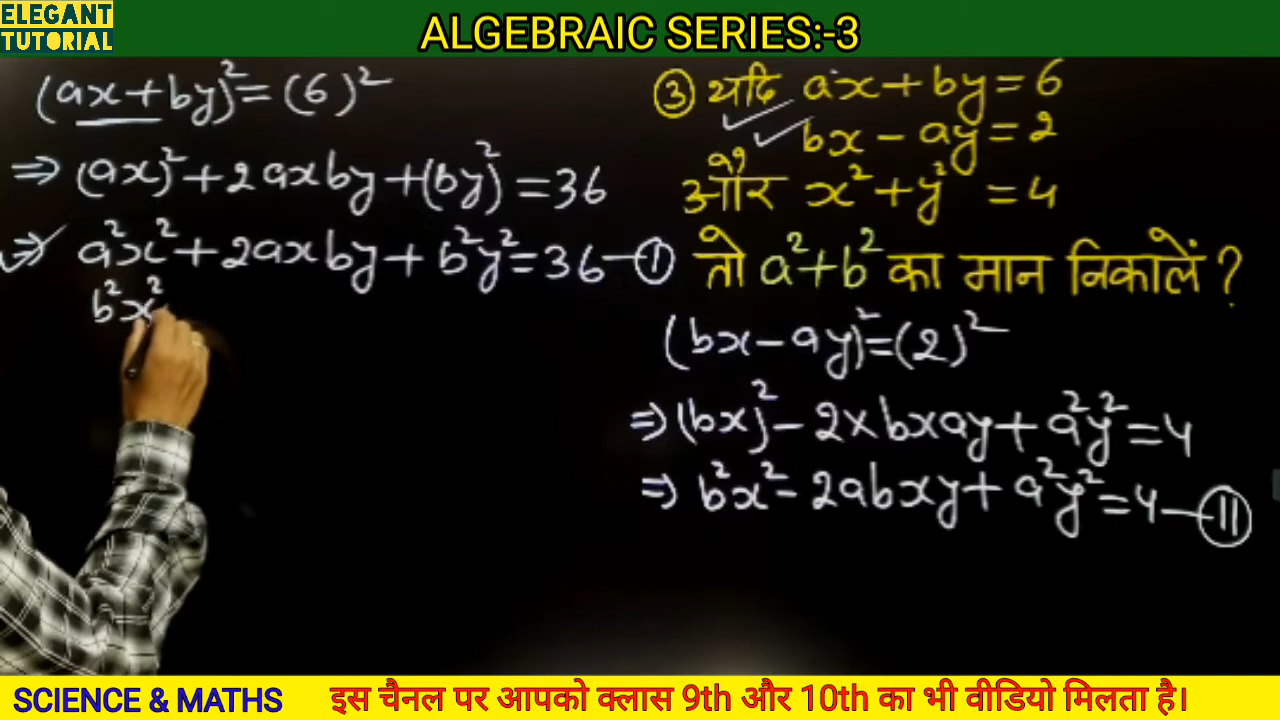 ELEGANT
TUTORIAL
ALGEBRAIC SERIES:-3
(ax+by)²=(6)²
⇒ (ax)²+2axby+(by)²=36
⇒ a²x²+2axby+b²y²=36—①
b²x²
③ यदि ax+by=6
bx-ay=2
और x²+y²=4
तो a²+b² का मान निकालें?
(bx-ay)²=(2)²
⇒ (bx)²-2×bxay+a²y²=4
⇒ b²x²-2abxy+a²y²=4—Ⅱ
SCIENCE & MATHS
इस चैनल पर आपको क्लास 9th और 10th का भी वीडियो मिलता है।